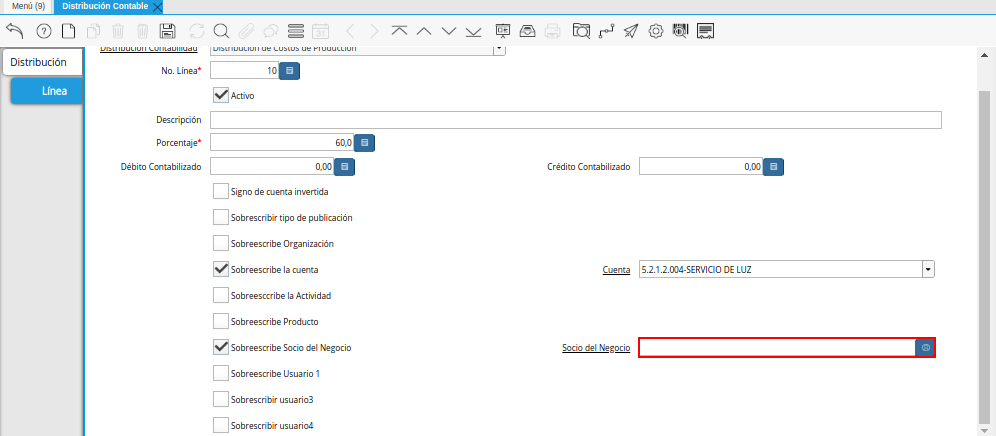 Menú (9) Distribución Contable
Distribución Contabilidad Distribución de Costos de Producción
Distribución
No. Línea* 10
Línea
Activo
Descripción
Porcentaje* 60,0
Débito Contabilizado 0,00 Crédito Contabilizado 0,00
Signo de cuenta invertida
Sobrescribir tipo de publicación
Sobreescribe Organización
Sobreescribe la cuenta Cuenta 5.2.1.2.004-SERVICIO DE LUZ
Sobreesccribe la Actividad
Sobreescribe Producto
Sobreescribe Socio del Negocio Socio del Negocio
Sobreescribe Usuario 1
Sobrescribir usuario3
Sobrescribir usuario4